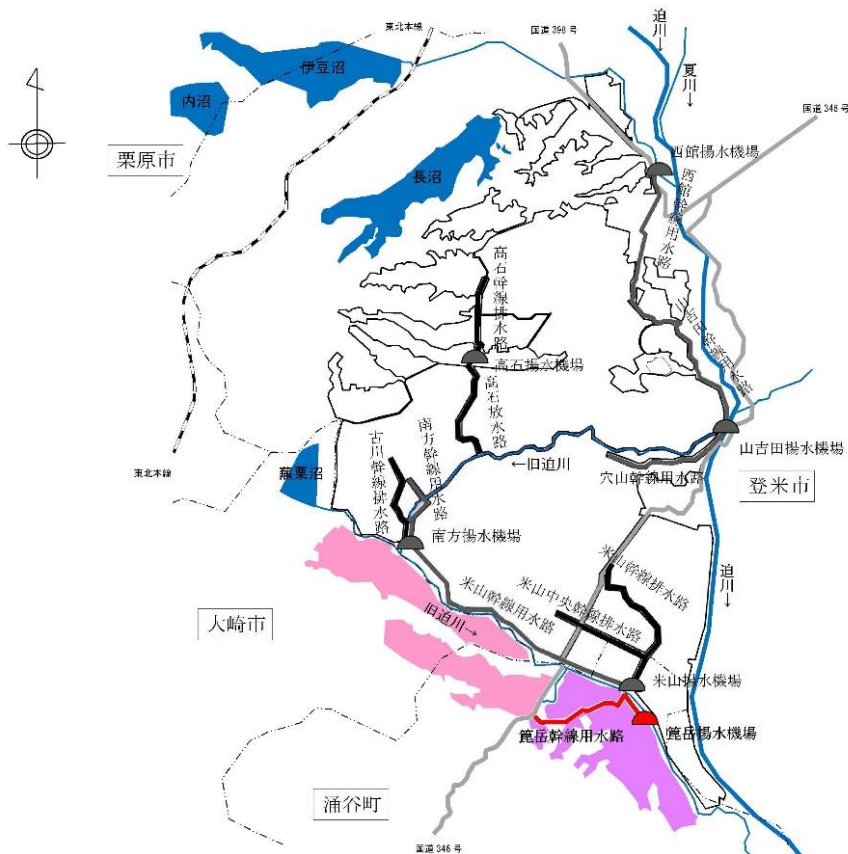 東北本線
国道398号
迫川→
伊豆沼
夏川→
内沼
国道346号
栗原市
西館揚水機場
長沼
西館幹線用水路
高石幹線排水路
山吉田幹線用水路
高石揚水機場
高石放水路
南方幹線用水路
古川幹線排水路
山吉田揚水機場
←旧迫川
東北本線
蕪栗沼
穴山幹線用水路
登米市
南方揚水機場
米山幹線排水路
米山幹線用水路
米山中央幹線排水路
迫川→
大崎市
旧迫川→
米山揚水機場
箆岳幹線用水路
箆岳揚水機場
涌谷町
国道346号